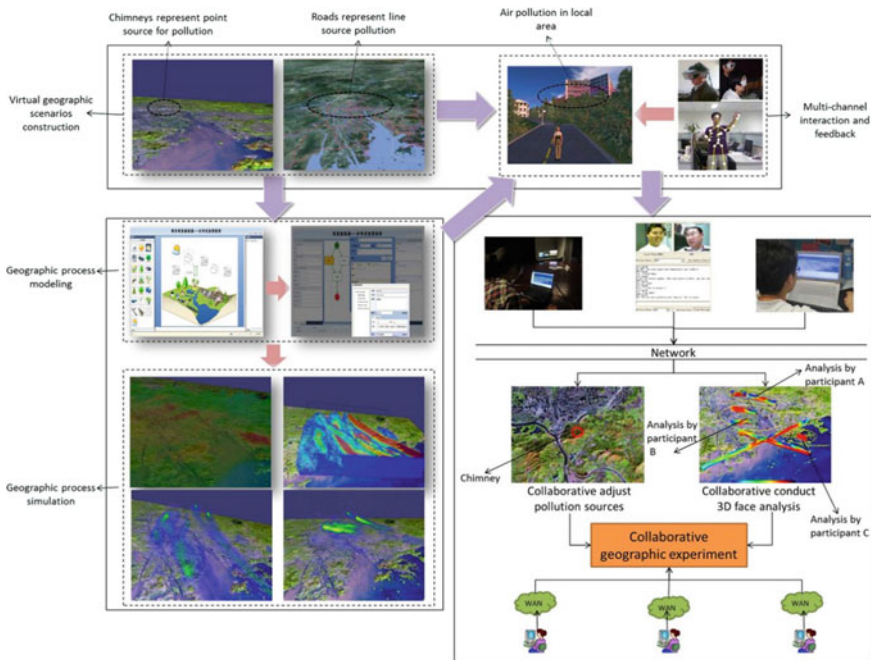 Chimneys represent point
source for pollution
Roads represent line
source pollution
Air pollution in local
area
Virtual geographic
scenarios
construction
Multi-channel
interaction and
feedback
Geographic process
modeling
Geographic process
simulation
Network
Analysis by
participant A
Analysis by
participant
B
Chimney
Collaborative adjust
pollution sources
Collaborative conduct
3D face analysis
Analysis by
participant C
Collaborative
geographic experiment
WAN
WAN
WAN